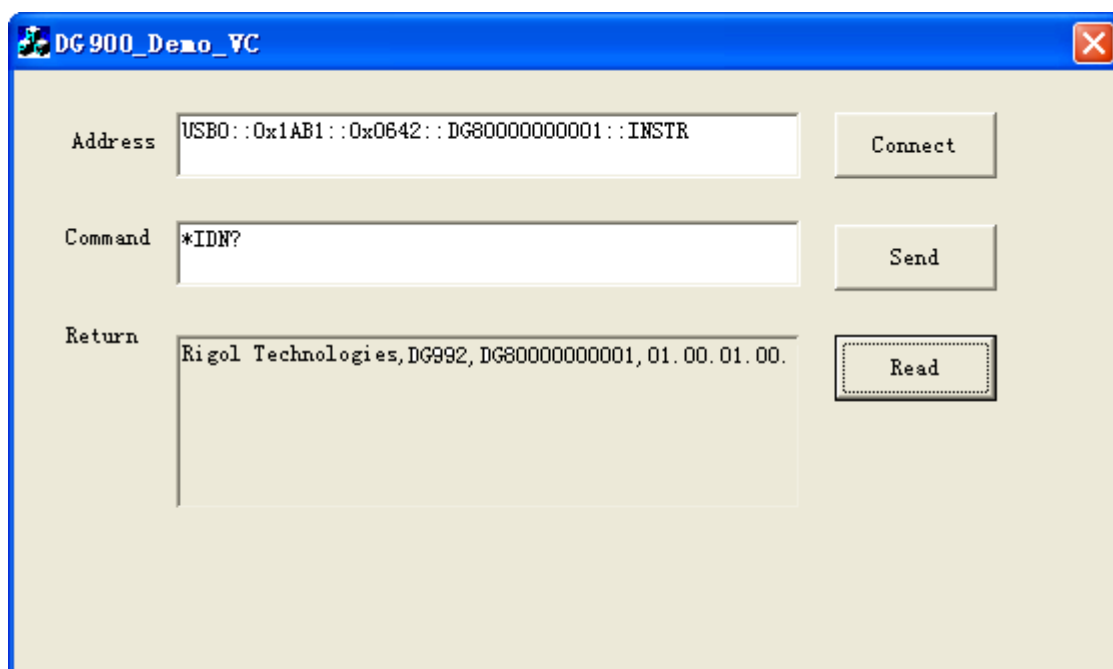 DG900_Demo_VC
Address
USB0::0x1AB1::0x0642::DG80000000001::INSTR
Connect
Command
*IDN?
Send
Return
Rigol Technologies,DG992,DG80000000001,01.00.01.00.
Read